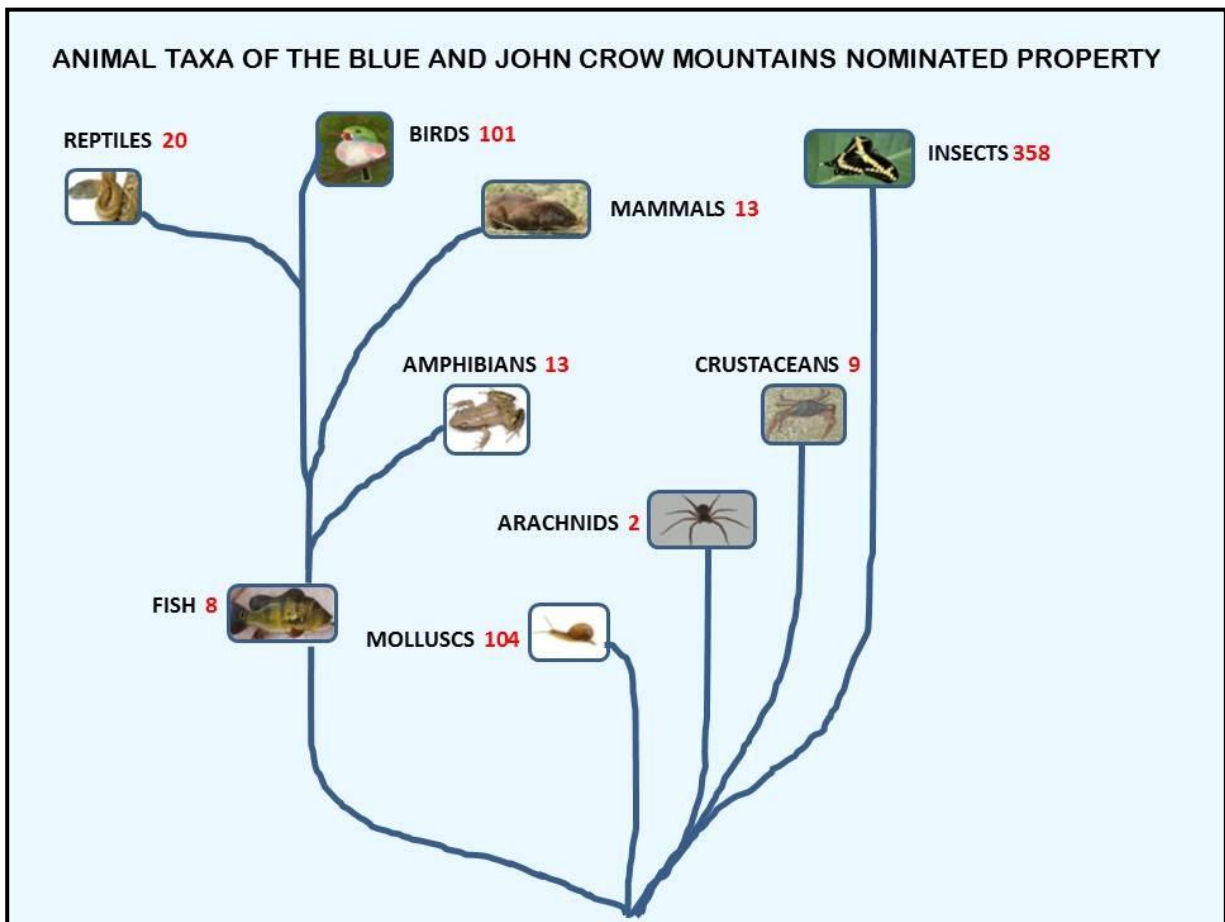 ANIMAL TAXA OF THE BLUE AND JOHN CROW MOUNTAINS NOMINATED PROPERTY
REPTILES 20
BIRDS 101
INSECTS 358
MAMMALS 13
AMPHIBIANS 13
CRUSTACEANS 9
ARACHNIDS 2
FISH 8
MOLLUSCS 104